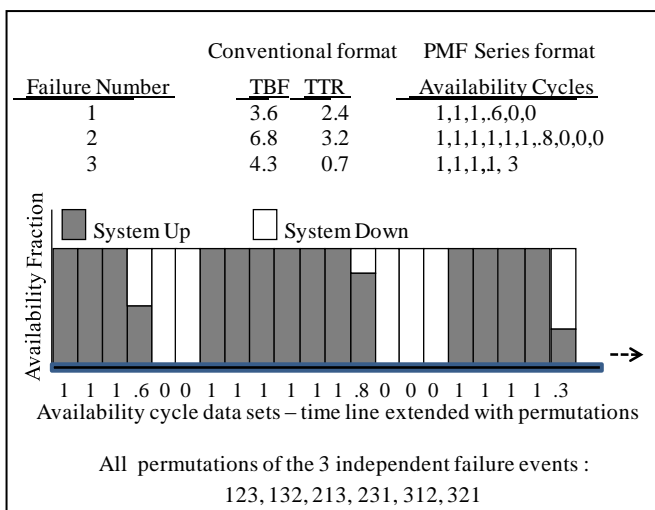 Conventional format PMF Series format
Failure Number TBF TTR Availability Cycles
1 3.6 2.4 1,1,1,.6,0,0
2 6.8 3.2 1,1,1,1,1,1,.8,0,0,0
3 4.3 0.7 1,1,1,1, 3
System Up System Down
Availability Fraction
1 1 1 .6 0 0 1 1 1 1 1 1 .8 0 0 0 1 1 1 1 .3
Availability cycle data sets – time line extended with permutations
All permutations of the 3 independent failure events :
123, 132, 213, 231, 312, 321